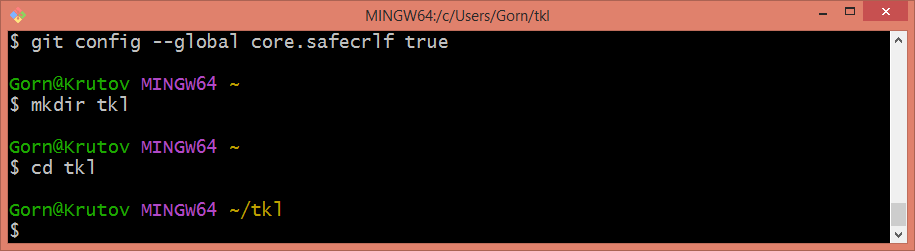 MINGW64:/c/Users/Gorn/tkl
$ git config --global core.safecrlf true
Gorn@Krutov MINGW64 ~
$ mkdir tkl
Gorn@Krutov MINGW64 ~
$ cd tkl
Gorn@Krutov MINGW64 ~/tkl
$